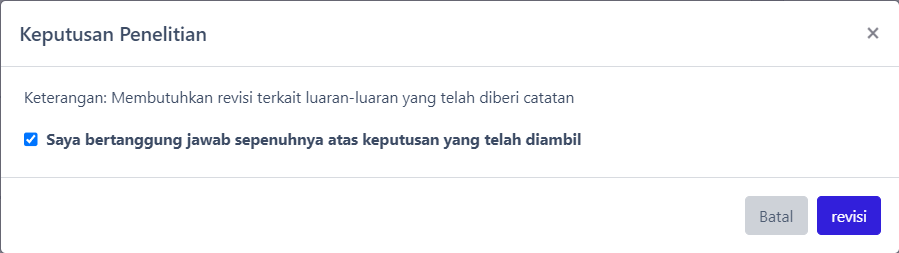 Keputusan Penelitian
×
Keterangan: Membutuhkan revisi terkait luaran-luaran yang telah diberi catatan
Saya bertanggung jawab sepenuhnya atas keputusan yang telah diambil
Batal revisi